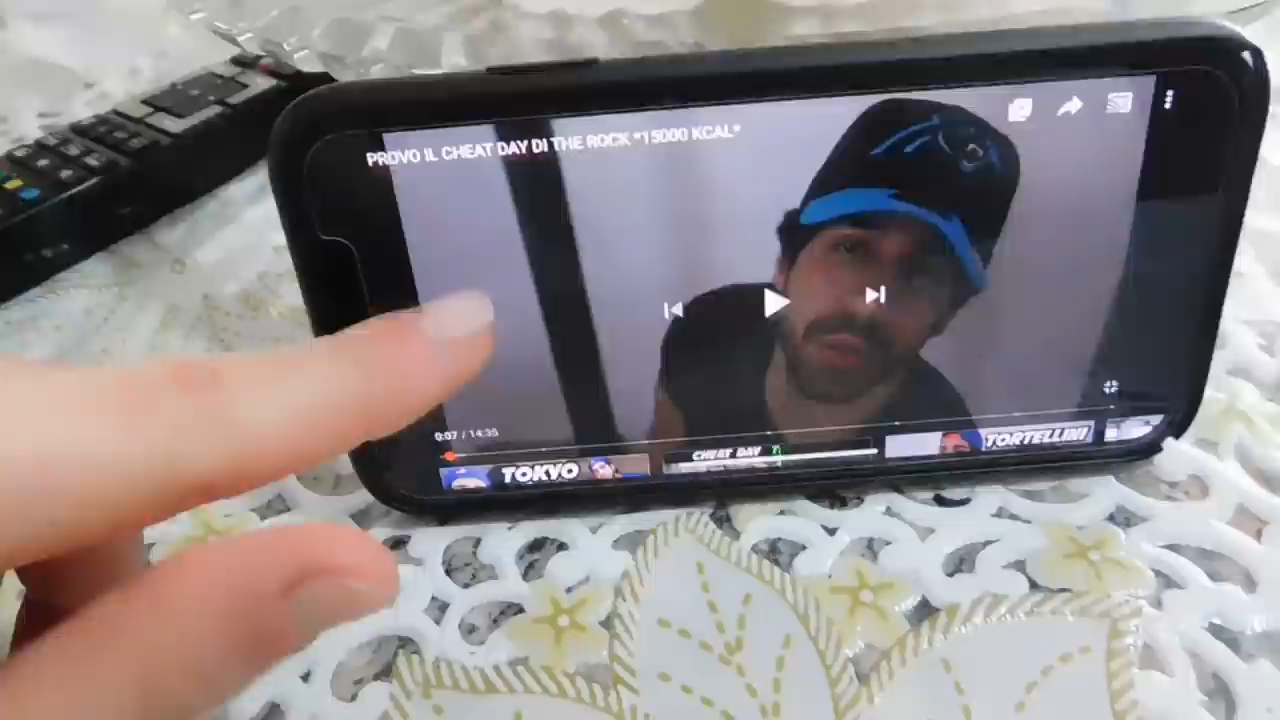 PROVO IL CHEAT DAY DI THE ROCK *15000 KCAL*
0:07 / 14:35
TOKYO
CHEAT DAY
TORTELLINI